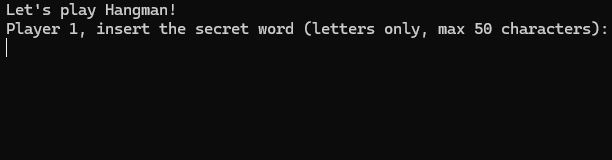 Let's play Hangman!
Player 1, insert the secret word (letters only, max 50 characters):